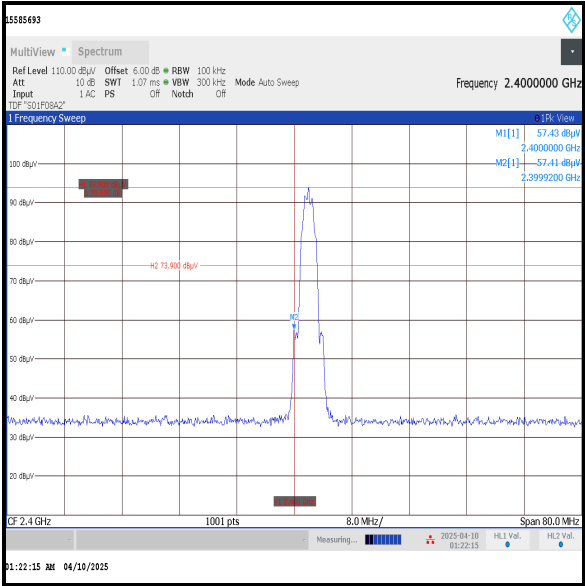 15585693
MultiView Spectrum
Ref Level 110.00 dBµV Offset 6.00 dB RBW 100 kHz
Att 10 dB SWT 1.07 ms VBW 300 kHz Mode Auto Sweep Frequency 2.4000000 GHz
Input 1 AC PS Off Notch Off
TDF "S01F08A2"
1 Frequency Sweep 1Pk View
M1[1] 57.43 dBµV
2.4000000 GHz
M2[1] 57.41 dBµV
2.3999200 GHz
100 dBµV
90 dBµV
80 dBµV
H2 73.900 dBµV
70 dBµV
60 dBµV
M2
50 dBµV
40 dBµV
30 dBµV
20 dBµV
CF 2.4 GHz 1001 pts 8.0 MHz/ Span 80.0 MHz
Measuring... 2025-04-10 HL1 Val. HL2 Val.
01:22:15
01:22:15 AM 04/10/2025